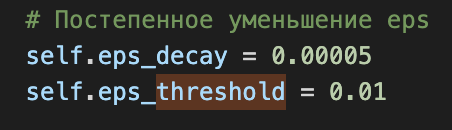 # Постепенное уменьшение eps
self.eps_decay = 0.00005
self.eps_threshold = 0.01